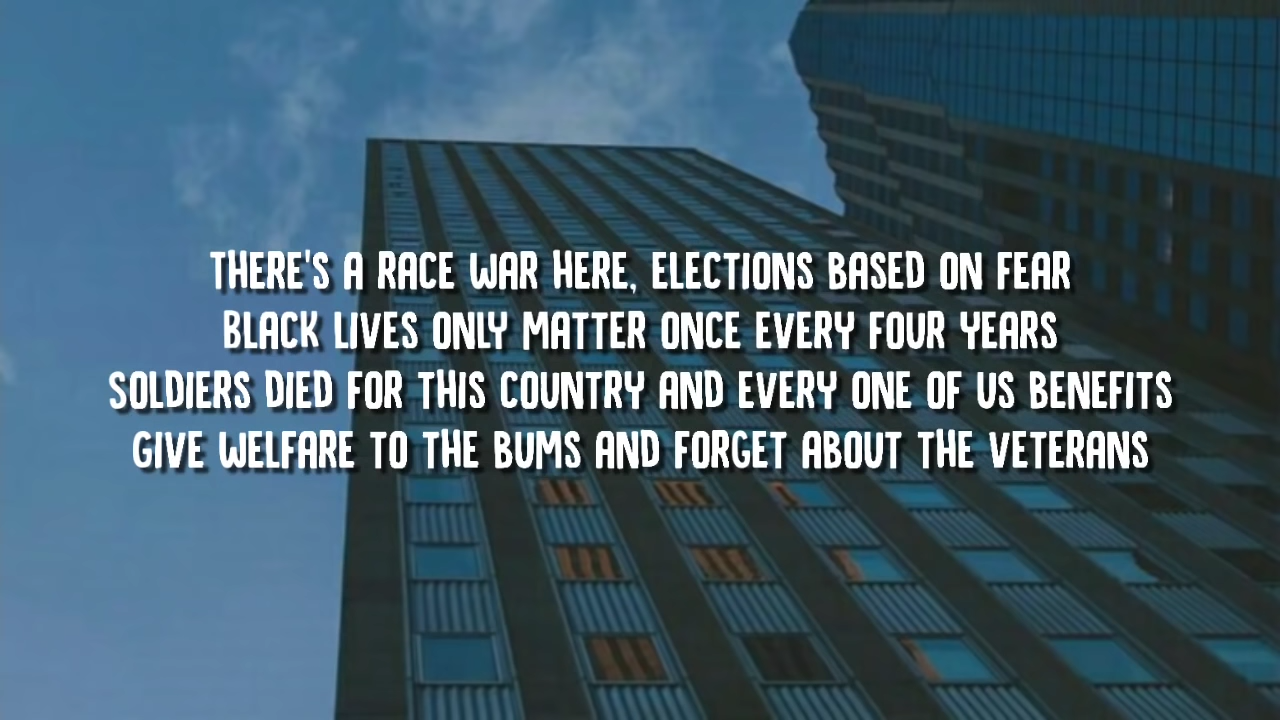 THERE'S A RACE WAR HERE, ELECTIONS BASED ON FEAR
BLACK LIVES ONLY MATTER ONCE EVERY FOUR YEARS
SOLDIERS DIED FOR THIS COUNTRY AND EVERY ONE OF US BENEFITS
GIVE WELFARE TO THE BUMS AND FORGET ABOUT THE VETERANS